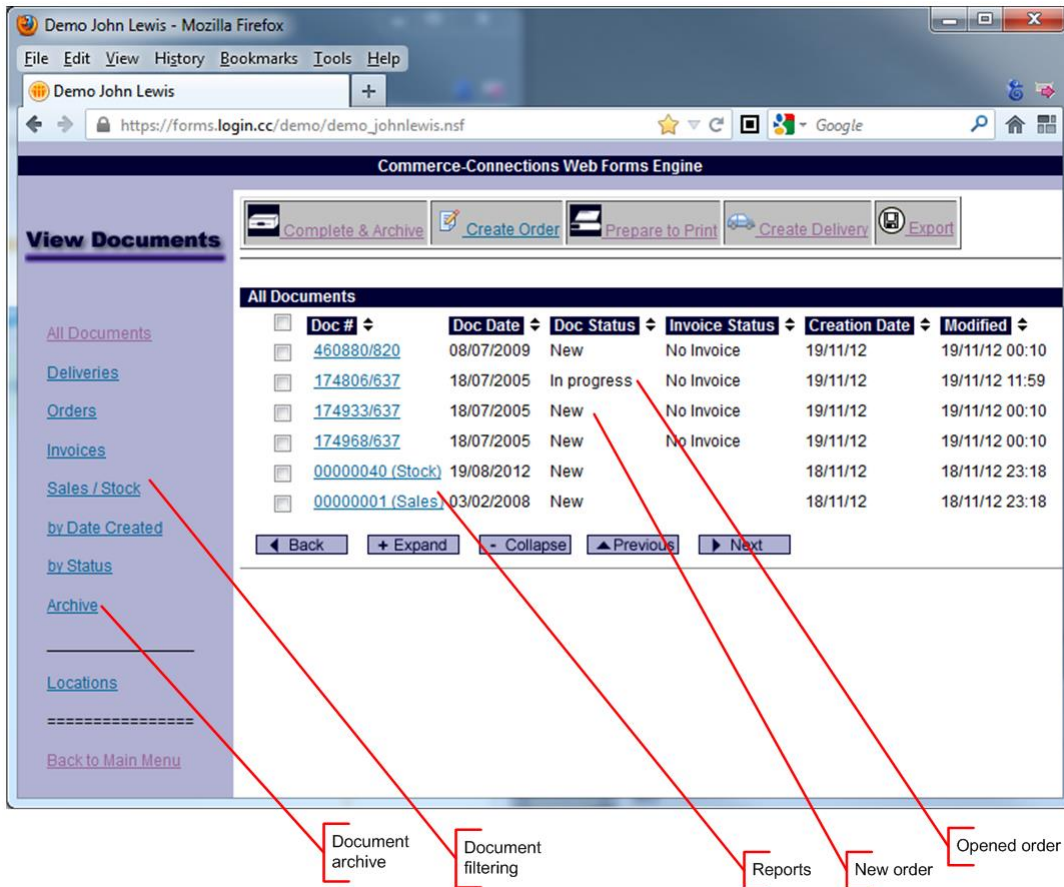 Demo John Lewis - Mozilla Firefox
File Edit View History Bookmarks Tools Help
Demo John Lewis +
https://forms.login.cc/demo/demo_johnlewis.nsf Google
Commerce-Connections Web Forms Engine
View Documents
All Documents
Deliveries
Orders
Invoices
Sales / Stock
by Date Created
by Status
Archive
Locations
================
Back to Main Menu
Complete & Archive Create Order Prepare to Print Create Delivery Export
All Documents
Doc # Doc Date Doc Status Invoice Status Creation Date Modified
460880/820 08/07/2009 New No Invoice 19/11/12 19/11/12 00:10
174806/637 18/07/2005 In progress No Invoice 19/11/12 19/11/12 11:59
174933/637 18/07/2005 New No Invoice 19/11/12 19/11/12 00:10
174968/637 18/07/2005 New No Invoice 19/11/12 19/11/12 00:10
00000040 (Stock) 19/08/2012 New 18/11/12 18/11/12 23:18
00000001 (Sales) 03/02/2008 New 18/11/12 18/11/12 23:18
Back + Expand - Collapse Previous Next
Document archive
Document filtering
Reports
New order
Opened order